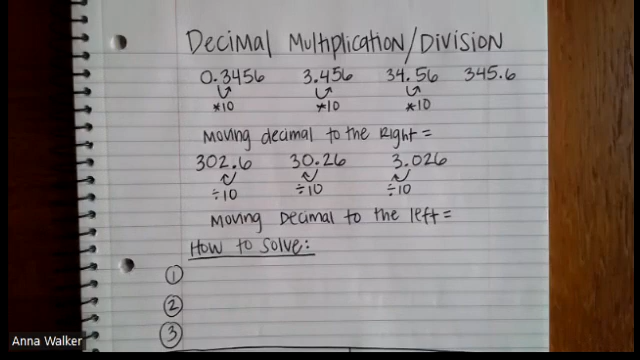 Decimal Multiplication/Division
0.3456 3.456 34.56 345.6
*10 *10 *10
Moving decimal to the Right =
302.6 30.26 3.026
÷10 ÷10 ÷10
Moving Decimal to the left =
How to Solve:
1
2
3
Anna Walker